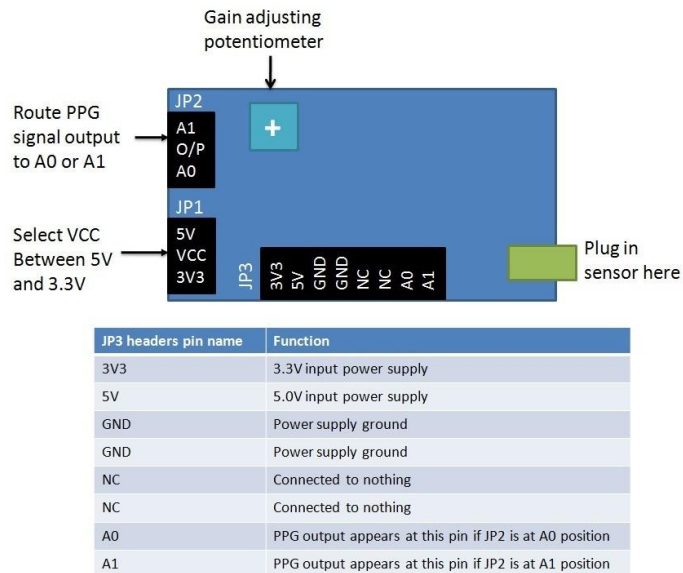 Gain adjusting
potentiometer
Route PPG
signal output
to A0 or A1
JP2
A1
O/P
A0
+
Select VCC
Between 5V
and 3.3V
JP1
5V
VCC
3V3
JP3
3V3
5V
GND
GND
NC
NC
A0
A1
Plug in
sensor here
JP3 headers pin name Function
3V3 3.3V input power supply
5V 5.0V input power supply
GND Power supply ground
GND Power supply ground
NC Connected to nothing
NC Connected to nothing
A0 PPG output appears at this pin if JP2 is at A0 position
A1 PPG output appears at this pin if JP2 is at A1 position